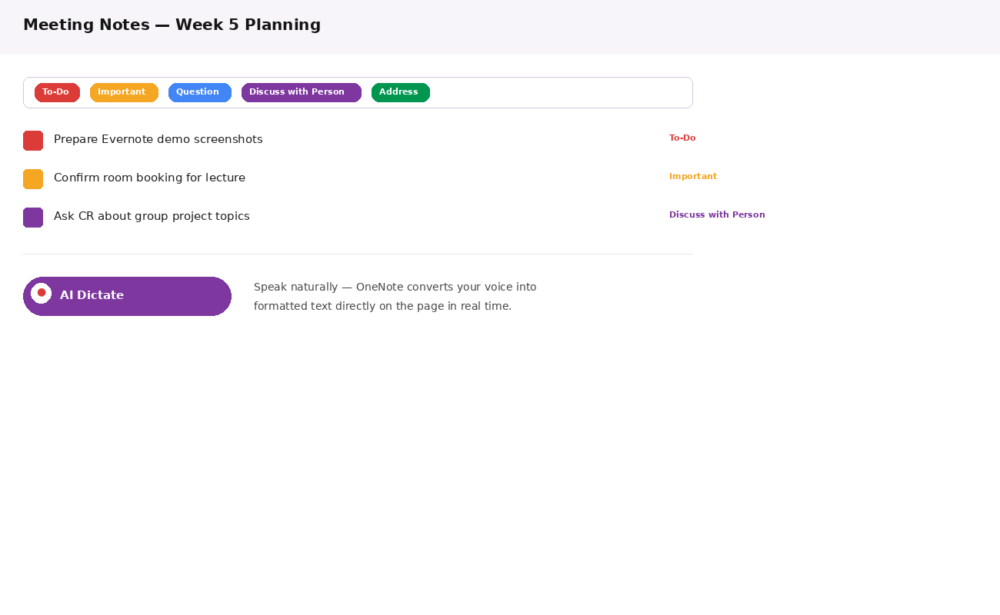 Meeting Notes — Week 5 Planning
To-Do Important Question Discuss with Person Address
Prepare Evernote demo screenshots To-Do
Confirm room booking for lecture Important
Ask CR about group project topics Discuss with Person
AI Dictate
Speak naturally — OneNote converts your voice into
formatted text directly on the page in real time.